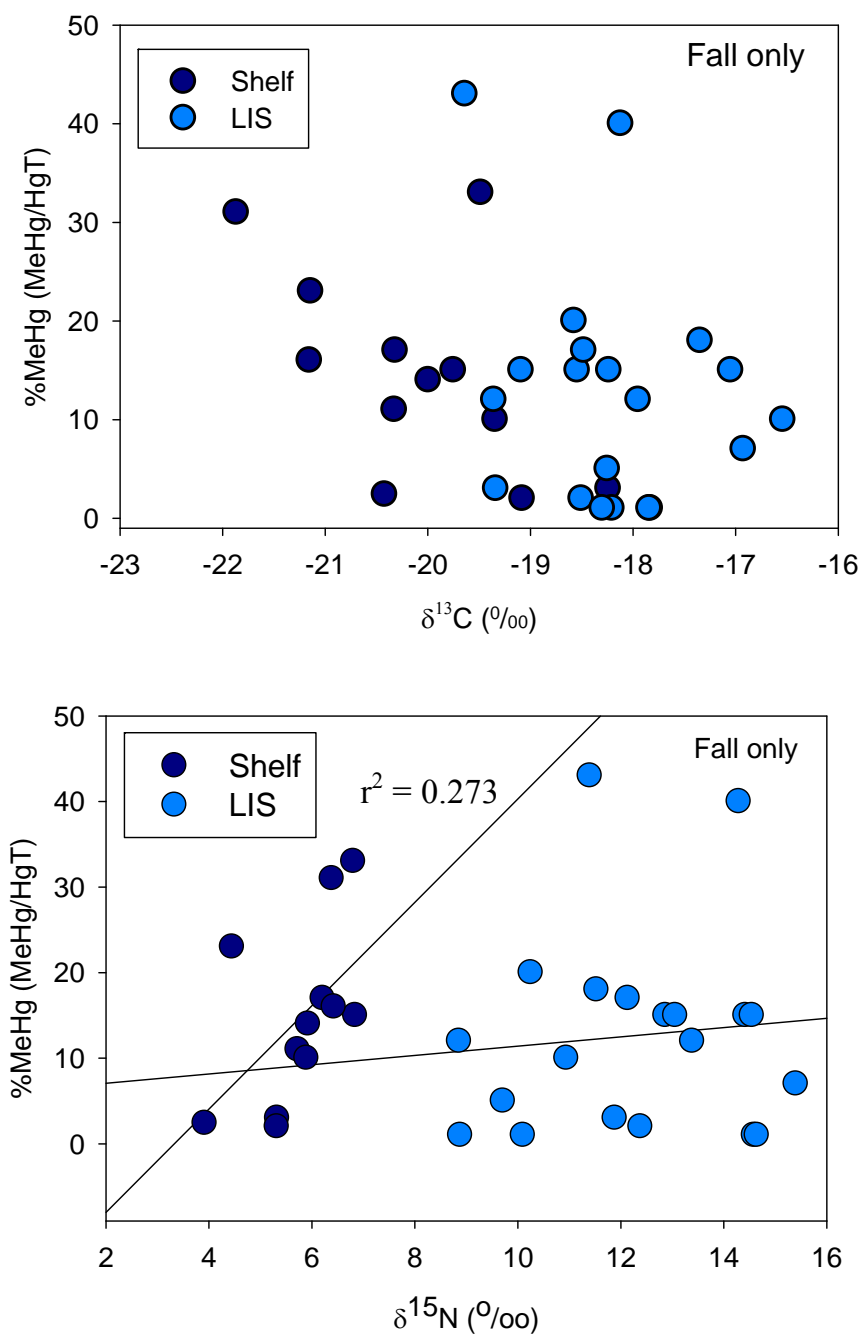 50
Fall only
Shelf
LIS
40
30
20
10
0
%MeHg (MeHg/HgT)
-23 -22 -21 -20 -19 -18 -17 -16
δ¹³C (⁰/₀₀)
50
Fall only
Shelf
LIS
r² = 0.273
40
30
20
10
0
%MeHg (MeHg/HgT)
2 4 6 8 10 12 14 16
δ¹⁵N (⁰/₀₀)